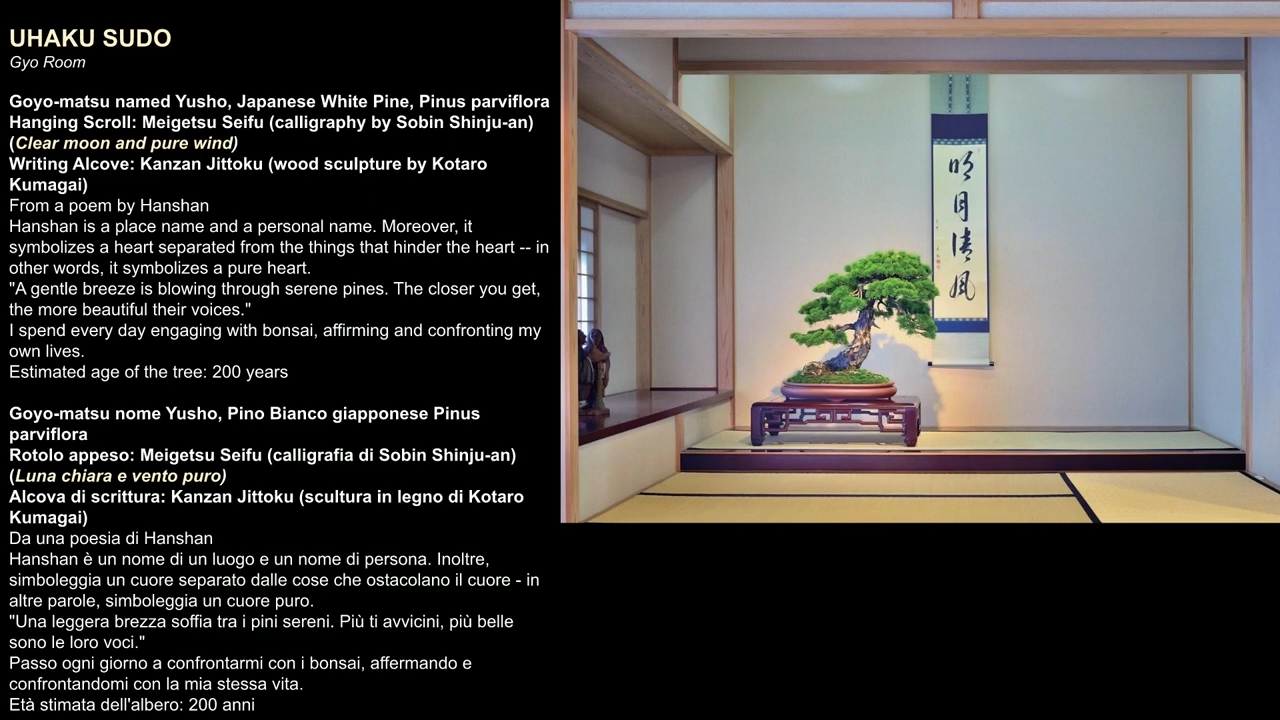 UHAKU SUDO
Gyo Room
Goyo-matsu named Yusho, Japanese White Pine, Pinus parviflora
Hanging Scroll: Meigetsu Seifu (calligraphy by Sobin Shinju-an)
(Clear moon and pure wind)
Writing Alcove: Kanzan Jittoku (wood sculpture by Kotaro
Kumagai)
From a poem by Hanshan
Hanshan is a place name and a personal name. Moreover, it
symbolizes a heart separated from the things that hinder the heart -- in
other words, it symbolizes a pure heart.
"A gentle breeze is blowing through serene pines. The closer you get,
the more beautiful their voices."
I spend every day engaging with bonsai, affirming and confronting my
own lives.
Estimated age of the tree: 200 years
Goyo-matsu nome Yusho, Pino Bianco giapponese Pinus
parviflora
Rotolo appeso: Meigetsu Seifu (calligrafia di Sobin Shinju-an)
(Luna chiara e vento puro)
Alcova di scrittura: Kanzan Jittoku (scultura in legno di Kotaro
Kumagai)
Da una poesia di Hanshan
Hanshan è un nome di un luogo e un nome di persona. Inoltre,
simboleggia un cuore separato dalle cose che ostacolano il cuore - in
altre parole, simboleggia un cuore puro.
"Una leggera brezza soffia tra i pini sereni. Più ti avvicini, più belle
sono le loro voci."
Passo ogni giorno a confrontarmi con i bonsai, affermando e
confrontandomi con la mia stessa vita.
Età stimata dell'albero: 200 anni
明月清風